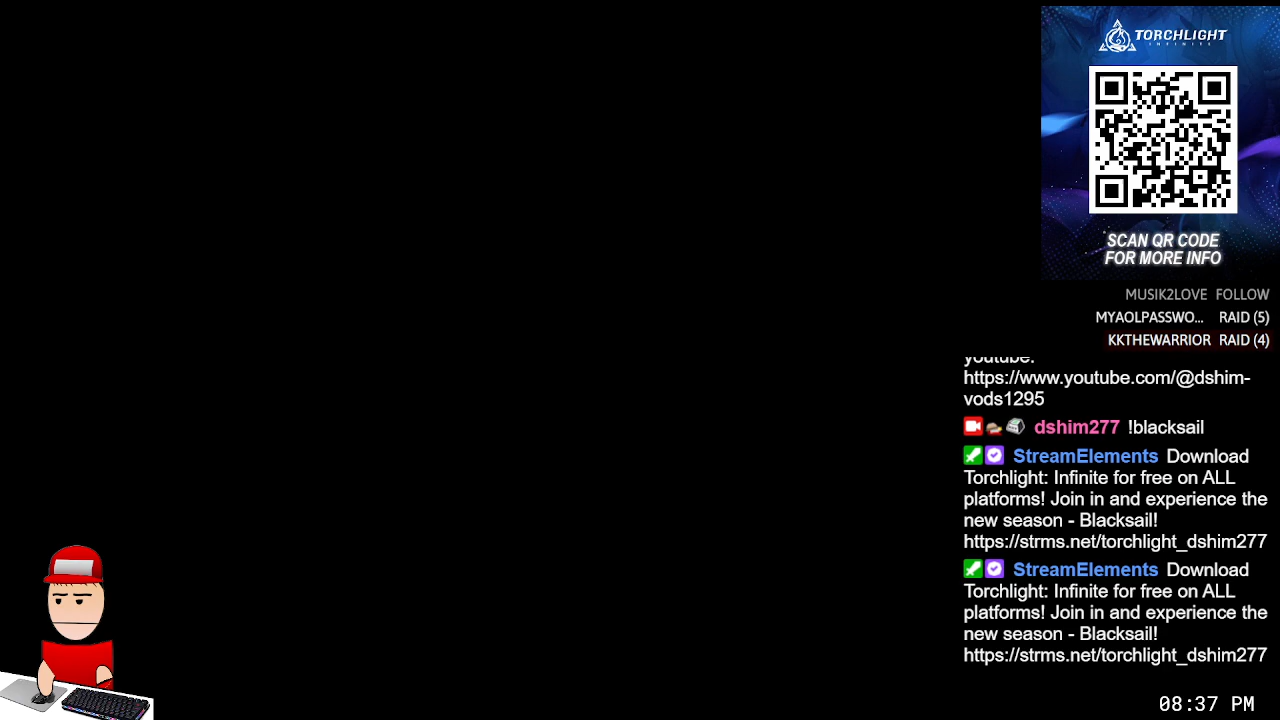 TORCHLIGHT
INFINITE
SCAN QR CODE
FOR MORE INFO
MUSIK2LOVE FOLLOW
MYAOLPASSWO... RAID (5)
KKTHEWARRIOR RAID (4)
youtube:
https://www.youtube.com/@dshim-
vods1295
dshim277 !blacksail
StreamElements Download
Torchlight: Infinite for free on ALL
platforms! Join in and experience the
new season - Blacksail!
https://strms.net/torchlight_dshim277
StreamElements Download
Torchlight: Infinite for free on ALL
platforms! Join in and experience the
new season - Blacksail!
https://strms.net/torchlight_dshim277
08:37 PM